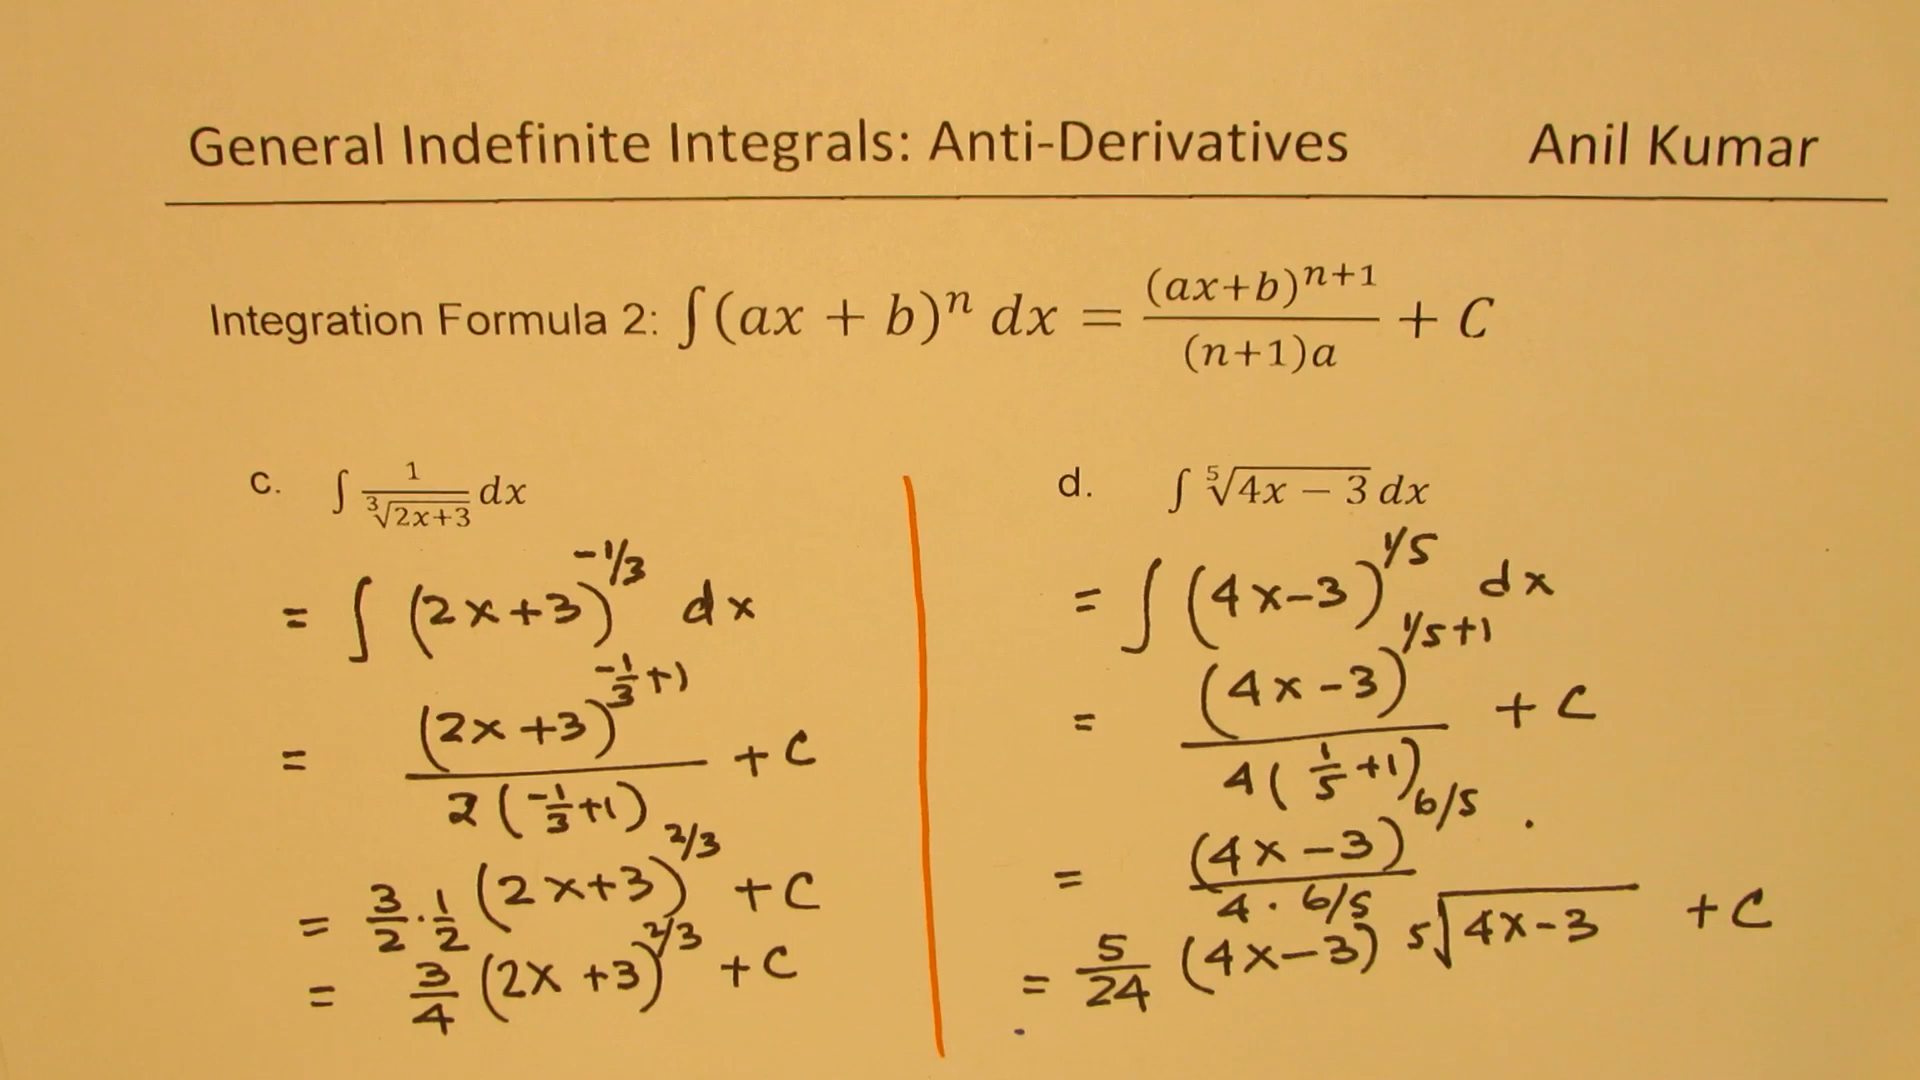 General Indefinite Integrals: Anti-Derivatives Anil Kumar
Integration Formula 2: ∫(ax + b)ⁿ dx = (ax+b)ⁿ⁺¹ / (n+1)a + C
c. ∫ 1/∛(2x+3) dx
= ∫ (2x+3)^(-1/3) dx
= (2x+3)^(-1/3+1) / 2(-1/3+1) + C
= 3/2 · 1/2 (2x+3)^(2/3) + C
= 3/4 (2x+3)^(2/3) + C
d. ∫ ⁵√(4x − 3) dx
= ∫ (4x-3)^(1/5) dx
= (4x-3)^(1/5+1) / 4(1/5+1) + C
= (4x-3)^(6/5) / 4 · 6/5
= 5/24 (4x-3) ⁵√(4x-3) + C